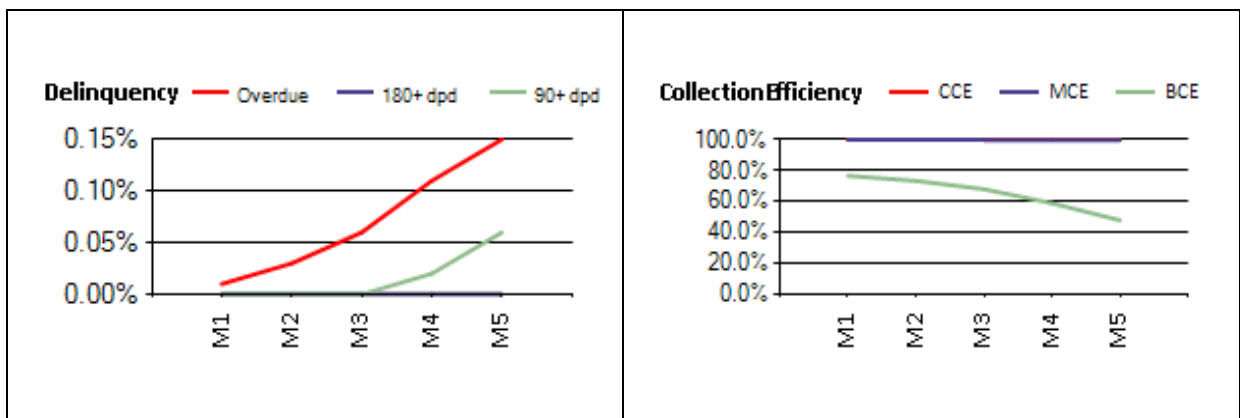 Delinquency Overdue 180+ dpd 90+ dpd
0.15%
0.10%
0.05%
0.00%
M1 M2 M3 M4 M5
Collection Efficiency CCE MCE BCE
100.0%
80.0%
60.0%
40.0%
20.0%
0.0%
M1 M2 M3 M4 M5